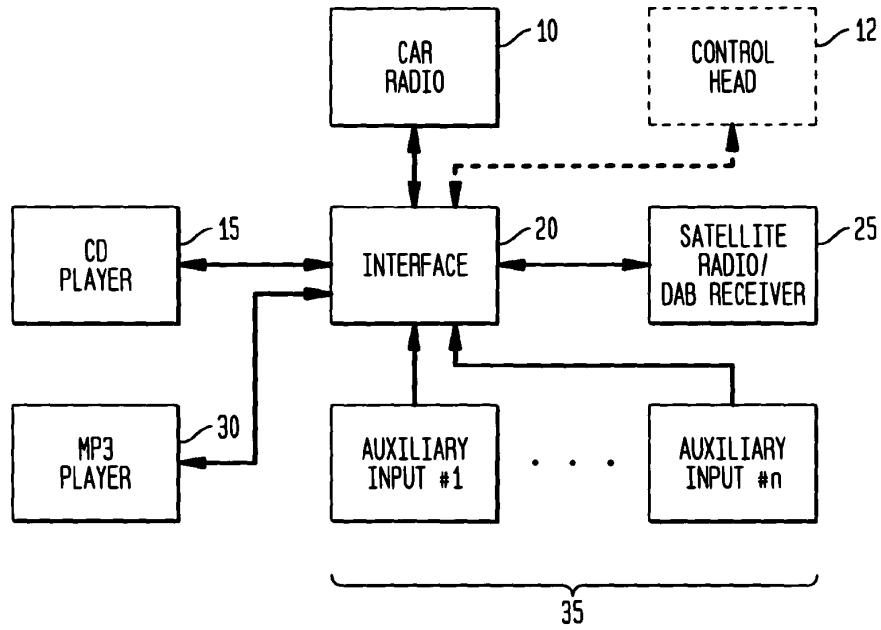 CAR
RADIO
10
CONTROL
HEAD
12
CD
PLAYER
15
INTERFACE
20
SATELLITE
RADIO/
DAB RECEIVER
25
MP3
PLAYER
30
AUXILIARY
INPUT #1
. . .
AUXILIARY
INPUT #n
35